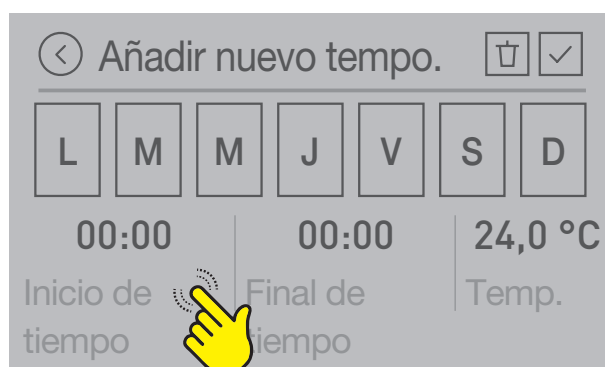 Añadir nuevo tempo.
L M M J V S D
00:00 00:00 24,0 °C
Inicio de Final de Temp.
tiempo tiempo